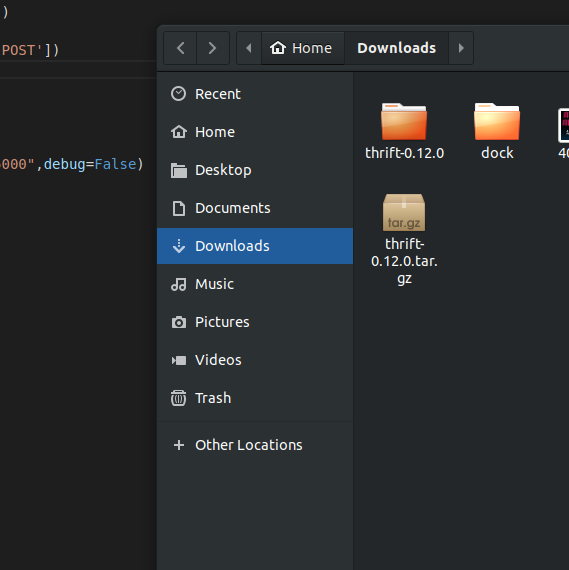 )
POST'])
000",debug=False)
Home
Downloads
Recent
Home
Desktop
Documents
Downloads
Music
Pictures
Videos
Trash
Other Locations
thrift-0.12.0
dock
40
tar.gz
thrift-
0.12.0.tar.
gz